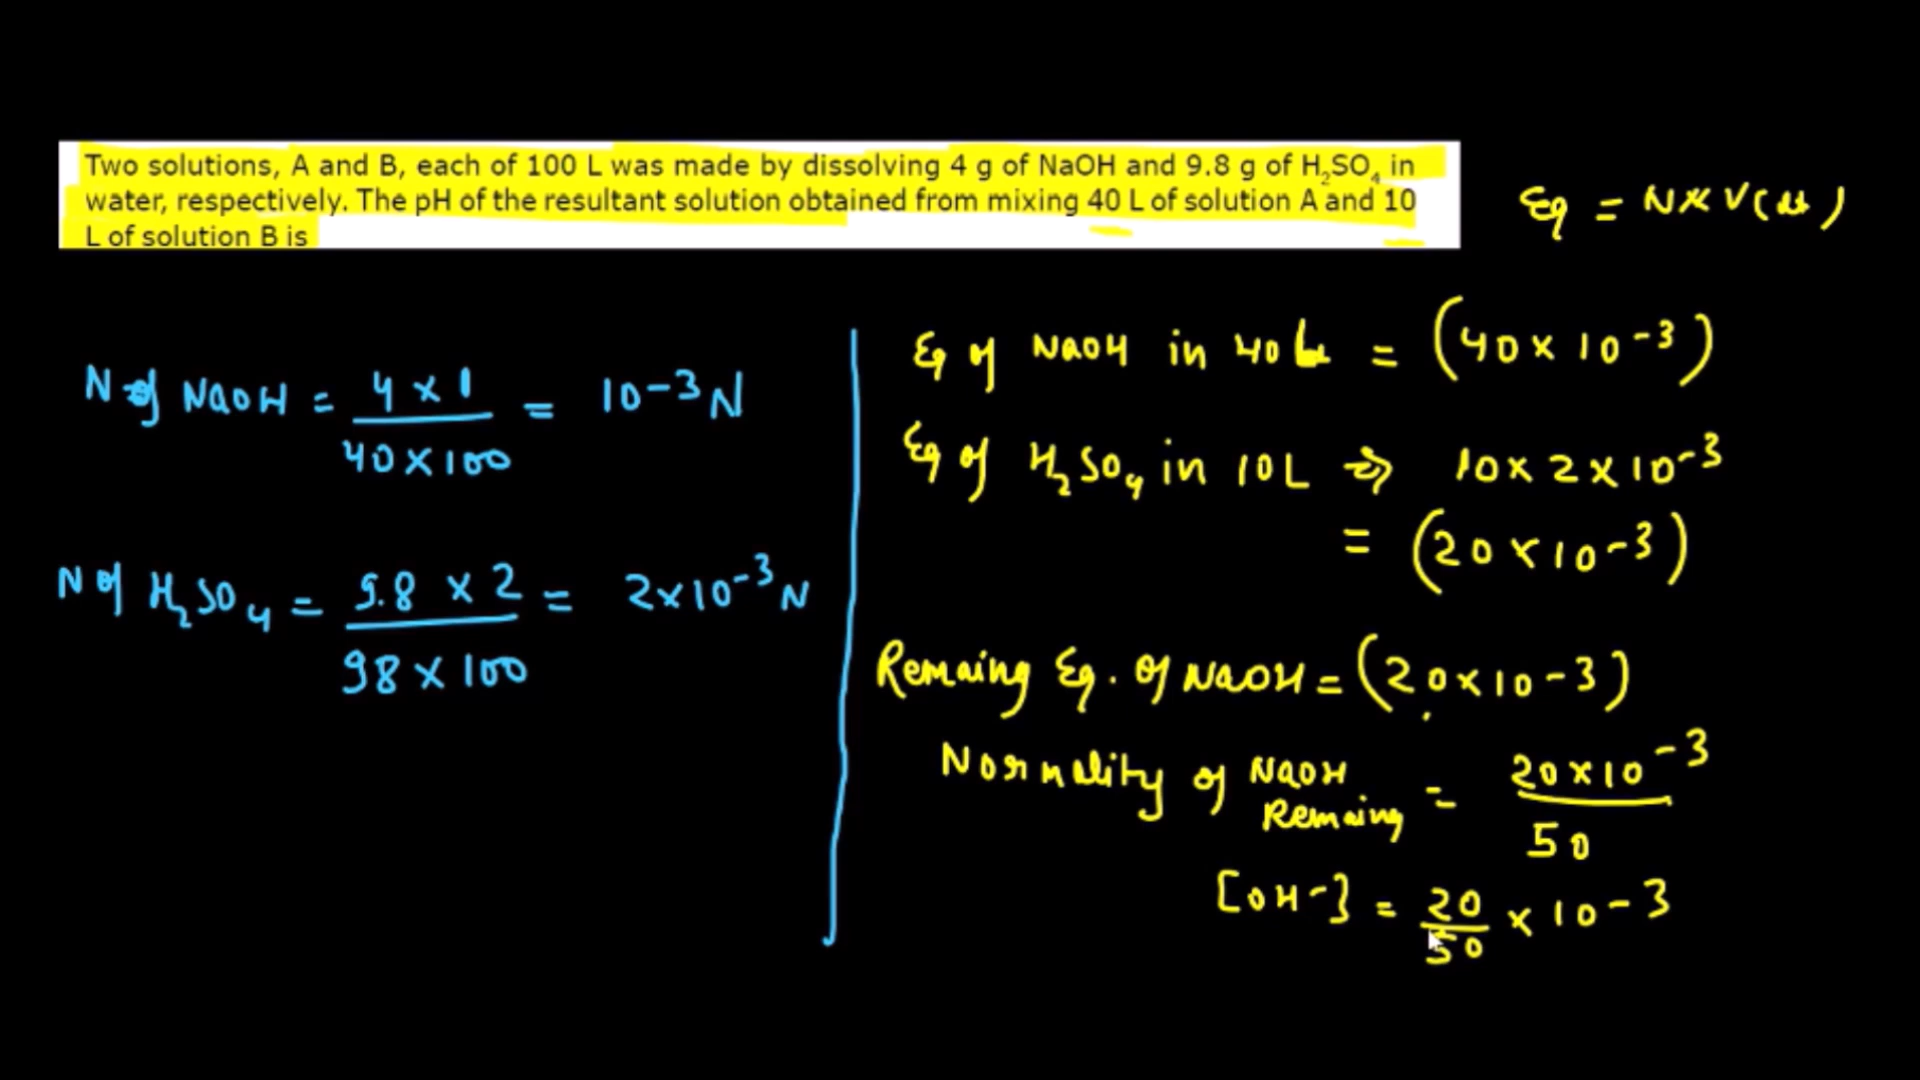 Two solutions, A and B, each of 100 L was made by dissolving 4 g of NaOH and 9.8 g of H₂SO₄ in
water, respectively. The pH of the resultant solution obtained from mixing 40 L of solution A and 10
L of solution B is
Eq = N×V(lit)
N of NaOH = 4 × 1 / 40 × 100 = 10⁻³ N
N of H₂SO₄ = 9.8 × 2 / 98 × 100 = 2×10⁻³ N
Eq of NaOH in 40 L = (40 × 10⁻³)
Eq of H₂SO₄ in 10 L ⇒ 10 × 2 × 10⁻³
= (20 × 10⁻³)
Remaing Eq. of NaOH = (20 × 10⁻³)
Normality of NaOH Remaing = 20 × 10⁻³ / 50
[OH⁻] = 20/50 × 10⁻³